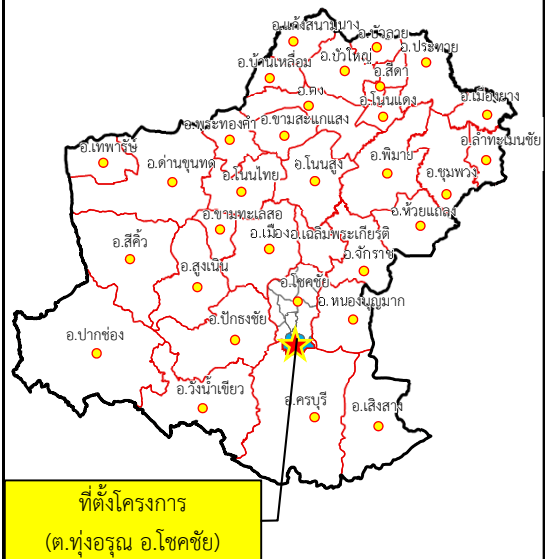 อ.แก้งสนามนาง
อ.บัวลาย
อ.บัวใหญ่
อ.ประทาย
อ.บ้านเหลื่อม
อ.สีดา
อ.คง
อ.โนนแดง
อ.เมืองยาง
อ.พระทองคำ
อ.ขามสะแกแสง
อ.เทพารักษ์
อ.ด่านขุนทด
อ.โนนไทย
อ.โนนสูง
อ.พิมาย
อ.ลำทะเมนชัย
อ.ชุมพวง
อ.ห้วยแถลง
อ.ขามทะเลสอ
อ.เมือง
อ.เฉลิมพระเกียรติ
อ.สีคิ้ว
อ.สูงเนิน
อ.จักราช
อ.โชคชัย
อ.หนองบุญมาก
อ.ปักธงชัย
อ.ปากช่อง
อ.วังน้ำเขียว
อ.ครบุรี
อ.เสิงสาง
ที่ตั้งโครงการ
(ต.ทุ่งอรุณ อ.โชคชัย)